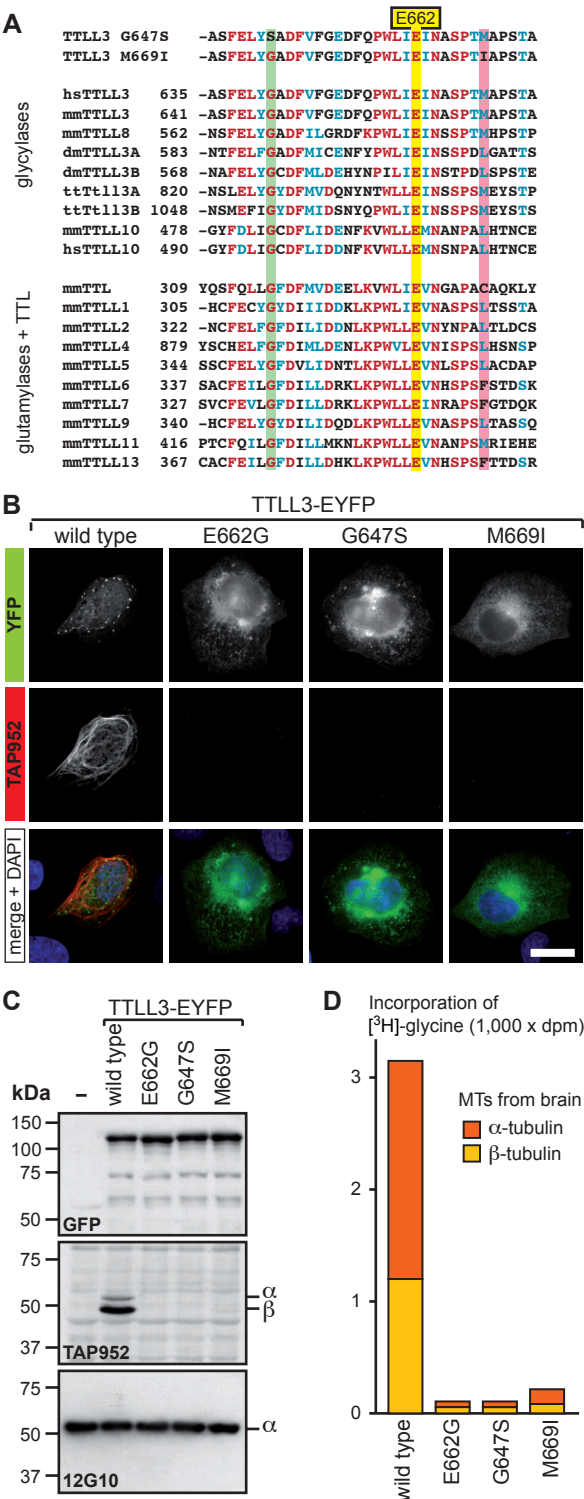 A
E662
TTLL3 G647S -ASFELYSADFVFGEDFQPWLIEINASPTMAPSTA
TTLL3 M669I -ASFELYGADFVFGEDFQPWLIEINASPTIAPSTA
glycylases
hsTTLL3 635 -ASFELYGADFVFGEDFQPWLIEINASPTMAPSTA
mmTTLL3 641 -ASFELYGADFVFGEDFQPWLIEINASPTMAPSTA
mmTTLL8 562 -NSFELYGADFILGRDFKPWLIEINSSPTMHPSTP
dmTTLL3A 583 -NTFELFGADFMICENFYPWLIEINSSPDLGATTS
dmTTLL3B 568 -NAFELYGCDFMLDEHYNPILIEINSTPDLSPSTE
ttTtll3A 820 -NSLELYGYDFMVDQNYNTWLLEINSSPSMEYSTP
ttTtll3B 1048 -NSMEFIGYDFMIDSNYQPWLLEINSSPSMEYSTS
mmTTLL10 478 -GYFDLIGCDFLIDENFKVWLLEMNSNPALHTNCE
hsTTLL10 490 -GYFDLIGCDFLIDDNFKVWLLEMNSNPALHTNCE
glutamylases + TTL
mmTTL 309 YQSFQLLGFDFMVDEELKVWLIEVNGAPACAQKLY
mmTTLL1 305 -HCFECYGYDIIIDDKLKPWLIEVNASPSLTSSTA
mmTTLL2 322 -NCFELFGFDILIDDNLKPWLLEVNYNPALTLDCS
mmTTLL4 879 YSCHELFGFDIMLDENLKPWVLEVNISPSLHSNSP
mmTTLL5 344 SSCFELYGFDVLIDNTLKPWLLEVNLSPSLACDAP
mmTTLL6 337 SACFEILGFDILLDRKLKPWLLEVNHSPSFSTDSK
mmTTLL7 327 SVCFEVLGFDILLDRKLKPWLLEINRAPSFGTDQK
mmTTLL9 340 -HCFELYGYDILIDQDLKPWLLEVNASPSLTASSQ
mmTTLL11 416 PTCFQILGFDILLMKNLKPWLLEVNANPSMRIEHE
mmTTLL13 367 CACFEILGFDILLDHKLKPWLLEVNHSPSFTTDSR
B
TTLL3-EYFP
wild type E662G G647S M669I
YFP
TAP952
merge + DAPI
C
TTLL3-EYFP
kDa – wild type E662G G647S M669I
150
100
75
50
GFP
75
50
37
α
β
TAP952
75
50
37
α
12G10
D
Incorporation of
[³H]-glycine (1,000 x dpm)
3
2
1
0
MTs from brain
α-tubulin
β-tubulin
wild type E662G G647S M669I